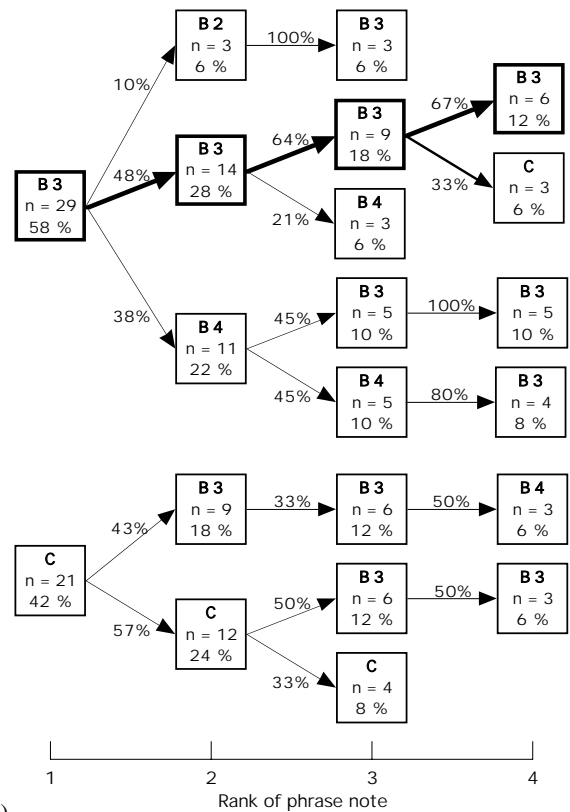 B 2
n = 3
6 %
100%
B 3
n = 3
6 %
10%
B 3
n = 29
58 %
48%
B 3
n = 14
28 %
64%
B 3
n = 9
18 %
67%
B 3
n = 6
12 %
33%
C
n = 3
6 %
21%
B 4
n = 3
6 %
38%
B 4
n = 11
22 %
45%
B 3
n = 5
10 %
100%
B 3
n = 5
10 %
45%
B 4
n = 5
10 %
80%
B 3
n = 4
8 %
C
n = 21
42 %
43%
B 3
n = 9
18 %
33%
B 3
n = 6
12 %
50%
B 4
n = 3
6 %
57%
C
n = 12
24 %
50%
B 3
n = 6
12 %
50%
B 3
n = 3
6 %
33%
C
n = 4
8 %
1 2 3 4
Rank of phrase note
)